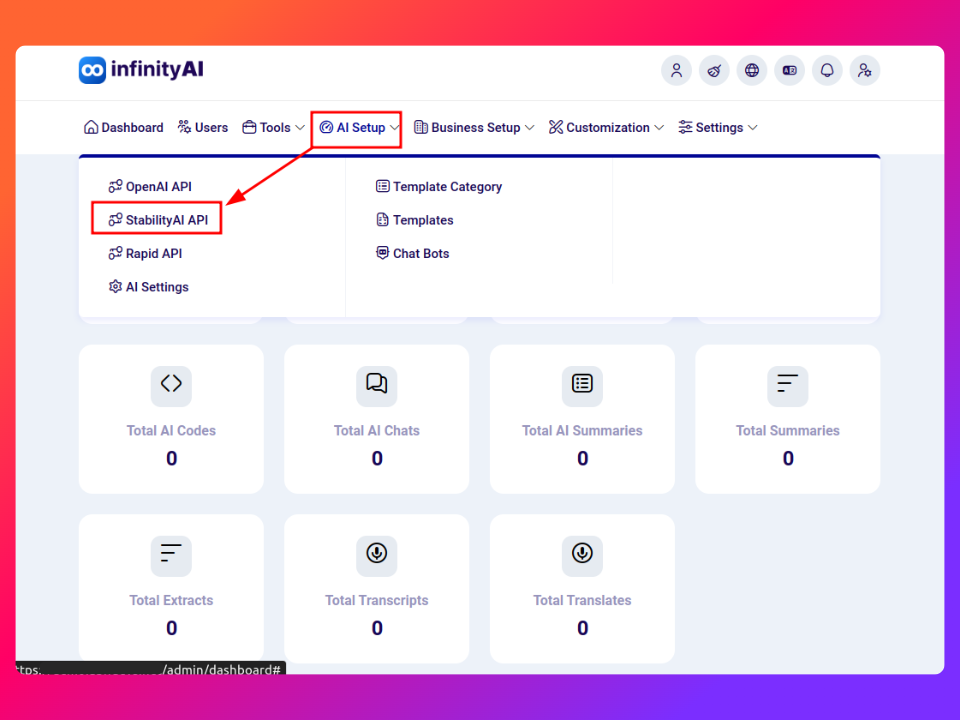 infinityAI
Dashboard Users Tools AI Setup Business Setup Customization Settings
OpenAI API
StabilityAI API
Rapid API
AI Settings
Template Category
Templates
Chat Bots
Total AI Codes
0
Total AI Chats
0
Total AI Summaries
0
Total Summaries
0
Total Extracts
0
Total Transcripts
0
Total Translates
0
/admin/dashboard#